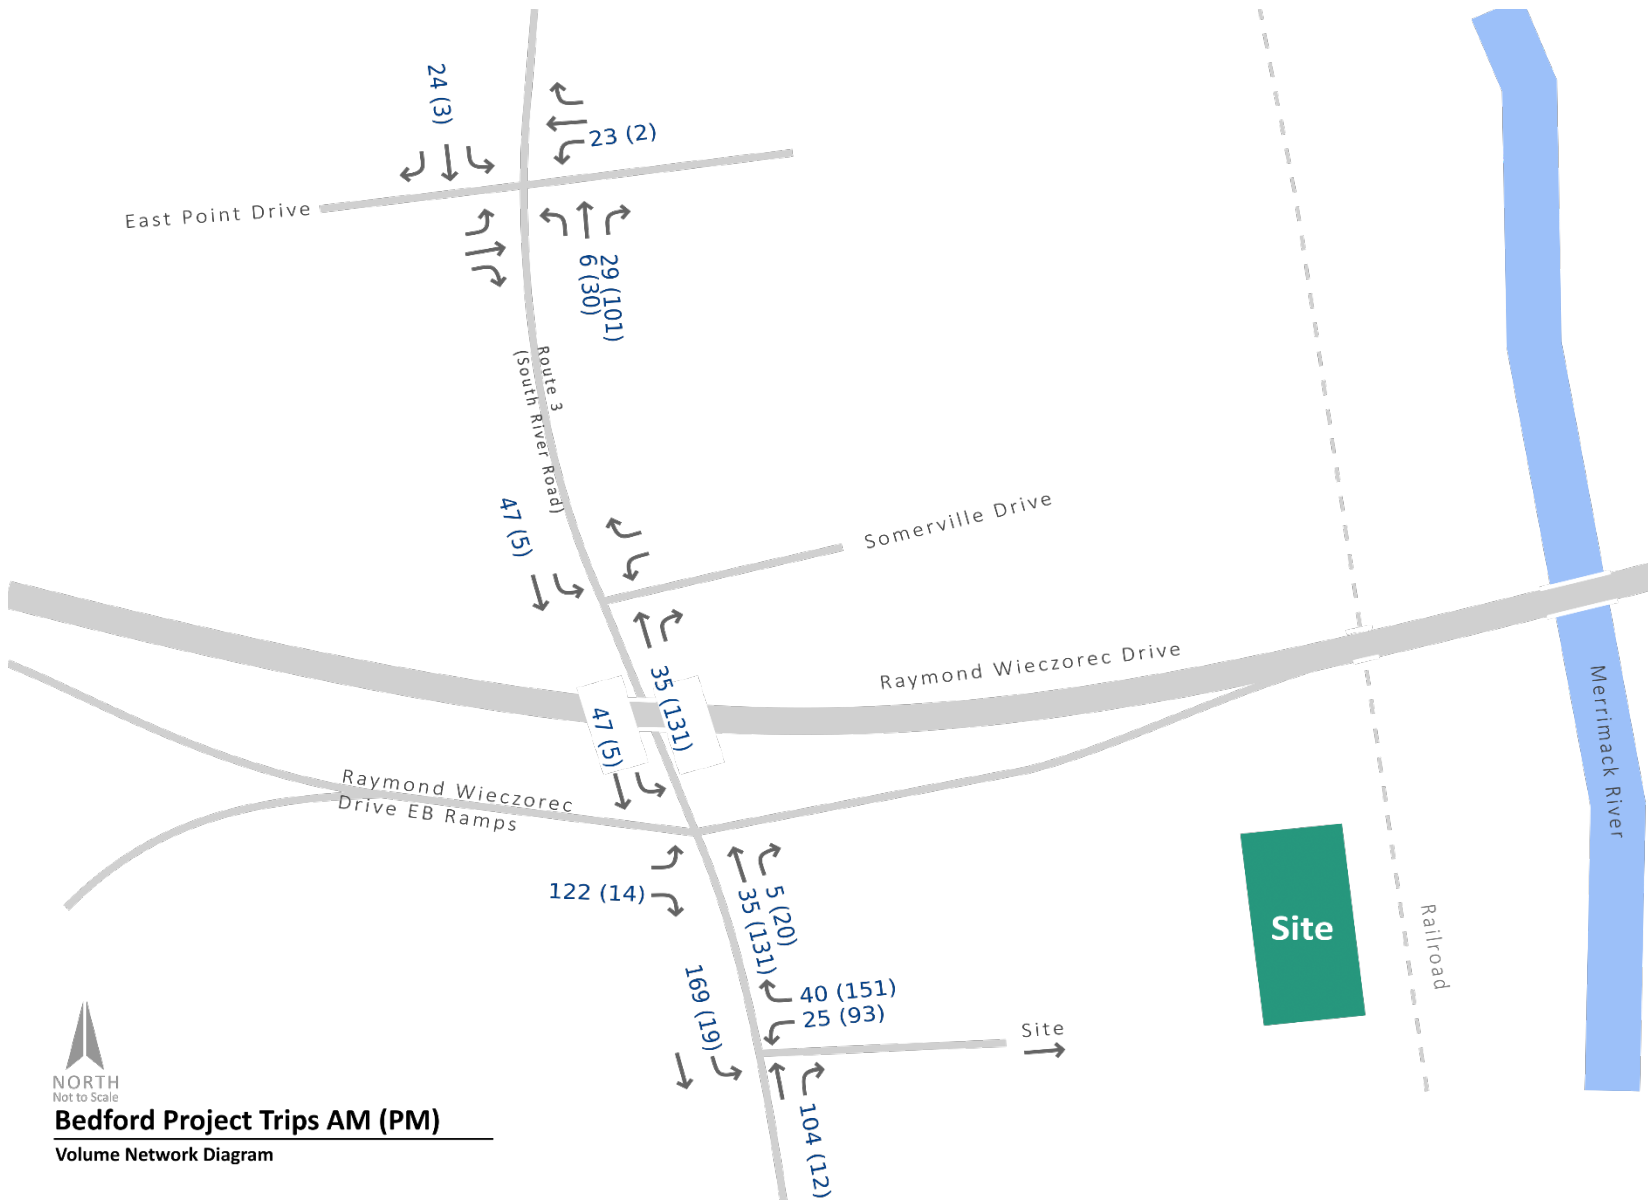 24 (3)
23 (2)
East Point Drive
29 (101)
6 (30)
Route 3
(South River Road)
47 (5)
Somerville Drive
35 (131)
47 (5)
Raymond Wieczorec Drive
Merrimack River
Raymond Wieczorec
Drive EB Ramps
122 (14)
5 (20)
35 (131)
Site
Railroad
169 (19)
40 (151)
25 (93)
Site
104 (12)
NORTH
Not to Scale
Bedford Project Trips AM (PM)
Volume Network Diagram